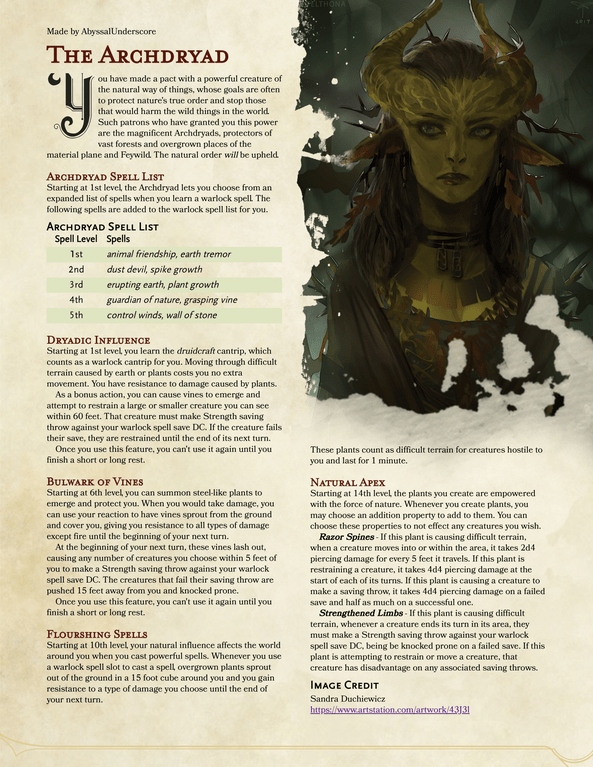 Made by AbyssalUnderscore
The Archdryad
You have made a pact with a powerful creature of
the natural way of things, whose goals are often
to protect nature's true order and stop those
that would harm the wild things in the world.
Such patrons who have granted you this power
are the magnificent Archdryads, protectors of
vast forests and overgrown places of the
material plane and Feywild. The natural order will be upheld.
Archdryad Spell List
Starting at 1st level, the Archdryad lets you choose from an
expanded list of spells when you learn a warlock spell. The
following spells are added to the warlock spell list for you.
Archdryad Spell List
Spell Level Spells
1st animal friendship, earth tremor
2nd dust devil, spike growth
3rd erupting earth, plant growth
4th guardian of nature, grasping vine
5th control winds, wall of stone
Dryadic Influence
Starting at 1st level, you learn the druidcraft cantrip, which
counts as a warlock cantrip for you. Moving through difficult
terrain caused by earth or plants costs you no extra
movement. You have resistance to damage caused by plants.
As a bonus action, you can cause vines to emerge and
attempt to restrain a large or smaller creature you can see
within 60 feet. That creature must make Strength saving
throw against your warlock spell save DC. If the creature fails
their save, they are restrained until the end of its next turn.
Once you use this feature, you can't use it again until you
finish a short or long rest.
Bulwark of Vines
Starting at 6th level, you can summon steel-like plants to
emerge and protect you. When you would take damage, you
can use your reaction to have vines sprout from the ground
and cover you, giving you resistance to all types of damage
except fire until the beginning of your next turn.
At the beginning of your next turn, these vines lash out,
causing any number of creatures you choose within 5 feet of
you to make a Strength saving throw against your warlock
spell save DC. The creatures that fail their saving throw are
pushed 15 feet away from you and knocked prone.
Once you use this feature, you can't use it again until you
finish a short or long rest.
Flourishing Spells
Starting at 10th level, your natural influence affects the world
around you when you cast powerful spells. Whenever you use
a warlock spell slot to cast a spell, overgrown plants sprout
out of the ground in a 15 foot cube around you and you gain
resistance to a type of damage you choose until the end of
your next turn.
These plants count as difficult terrain for creatures hostile to
you and last for 1 minute.
Natural Apex
Starting at 14th level, the plants you create are empowered
with the force of nature. Whenever you create plants, you
may choose an addition property to add to them. You can
choose these properties to not effect any creatures you wish.
Razor Spines - If this plant is causing difficult terrain,
when a creature moves into or within the area, it takes 2d4
piercing damage for every 5 feet it travels. If this plant is
restraining a creature, it takes 4d4 piercing damage at the
start of each of its turns. If this plant is causing a creature to
make a saving throw, it takes 4d4 piercing damage on a failed
save and half as much on a successful one.
Strengthened Limbs - If this plant is causing difficult
terrain, whenever a creature ends its turn in its area, they
must make a Strength saving throw against your warlock
spell save DC, being knocked prone on a failed save. If this
plant is attempting to restrain or move a creature, that
creature has disadvantage on any associated saving throws.
Image Credit
Sandra Duchiewicz
https://www.artstation.com/artwork/43J3l